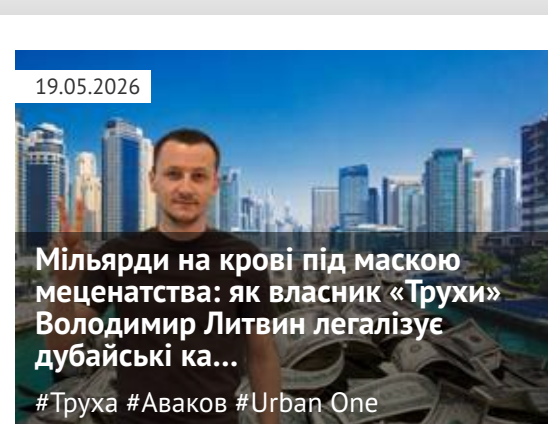 19.05.2026
Мільярди на крові під маскою
меценатства: як власник «Трухи»
Володимир Литвин легалізує
дубайські ка...
#Труха #Аваков #Urban One